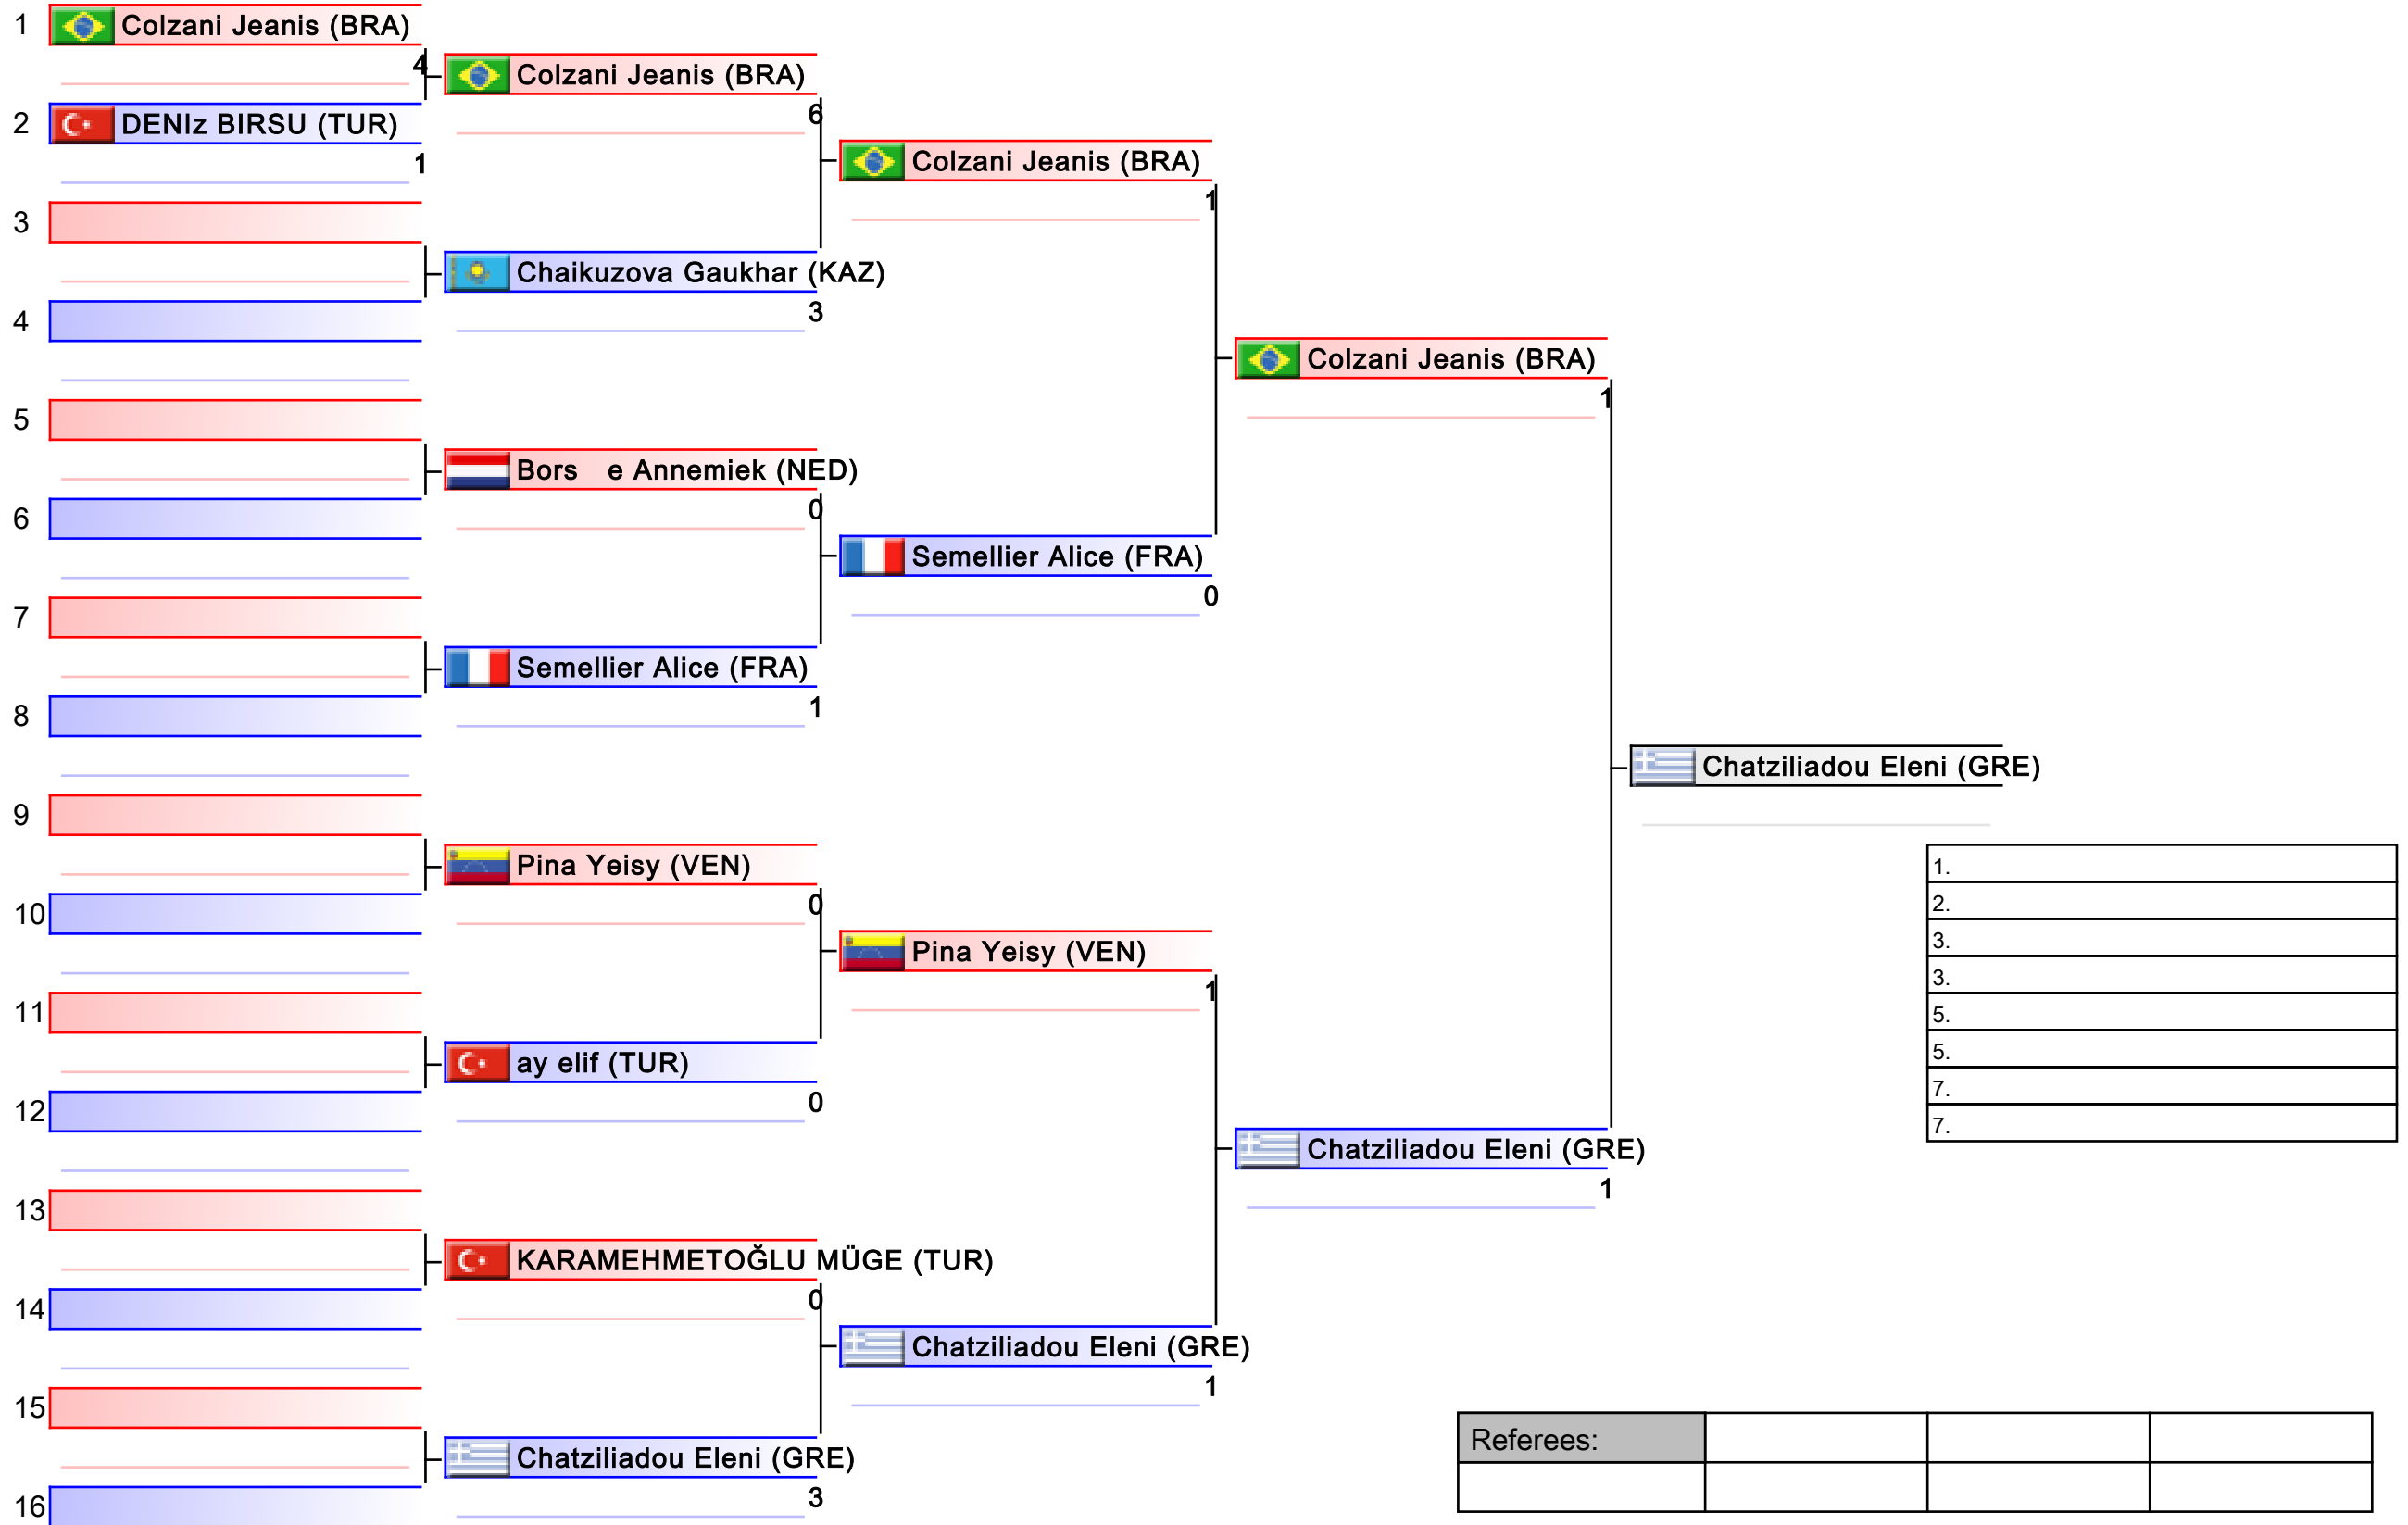 1 Colzani Jeanis (BRA)
4
2 DENIz BIRSU (TUR)
1
3
4
5
6
7
8
9
10
11
12
13
14
15
16
Colzani Jeanis (BRA)
6
Chaikuzova Gaukhar (KAZ)
3
Bors e Annemiek (NED)
0
Semellier Alice (FRA)
1
Pina Yeisy (VEN)
0
ay elif (TUR)
0
KARAMEHMETOĞLU MÜGE (TUR)
0
Chatziliadou Eleni (GRE)
3
Colzani Jeanis (BRA)
1
Semellier Alice (FRA)
0
Pina Yeisy (VEN)
1
Chatziliadou Eleni (GRE)
1
Colzani Jeanis (BRA)
1
Chatziliadou Eleni (GRE)
1
Chatziliadou Eleni (GRE)
1.
2.
3.
3.
5.
5.
7.
7.
Referees: